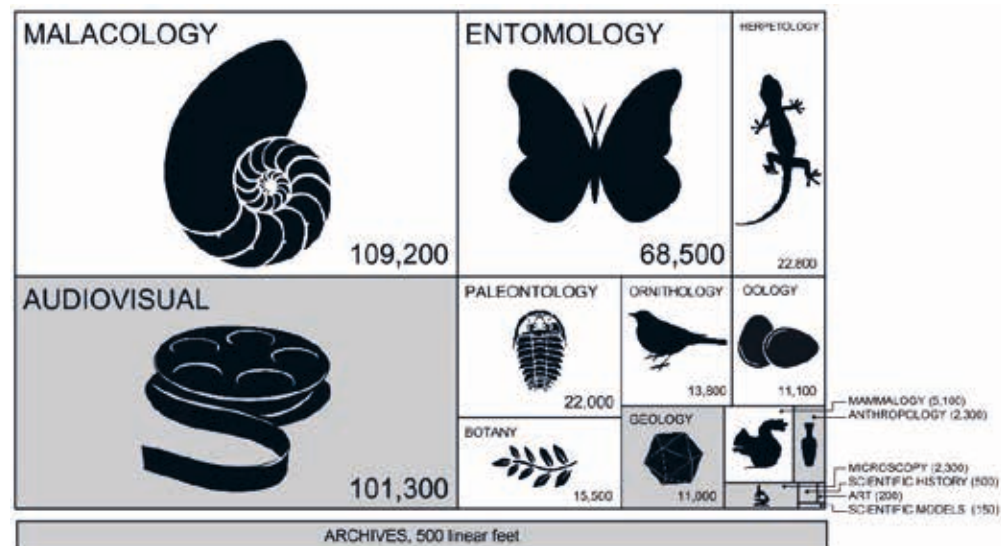 MALACOLOGY
109,200
ENTOMOLOGY
68,500
HERPETOLOGY
22,800
AUDIOVISUAL
101,300
PALEONTOLOGY
22,000
ORNITHOLOGY
13,800
OOLOGY
11,100
BOTANY
15,500
GEOLOGY
11,000
MAMMALOGY (5,100)
ANTHROPOLOGY (2,300)
MICROSCOPY (2,300)
SCIENTIFIC HISTORY (500)
ART (200)
SCIENTIFIC MODELS (150)
ARCHIVES, 500 linear feet